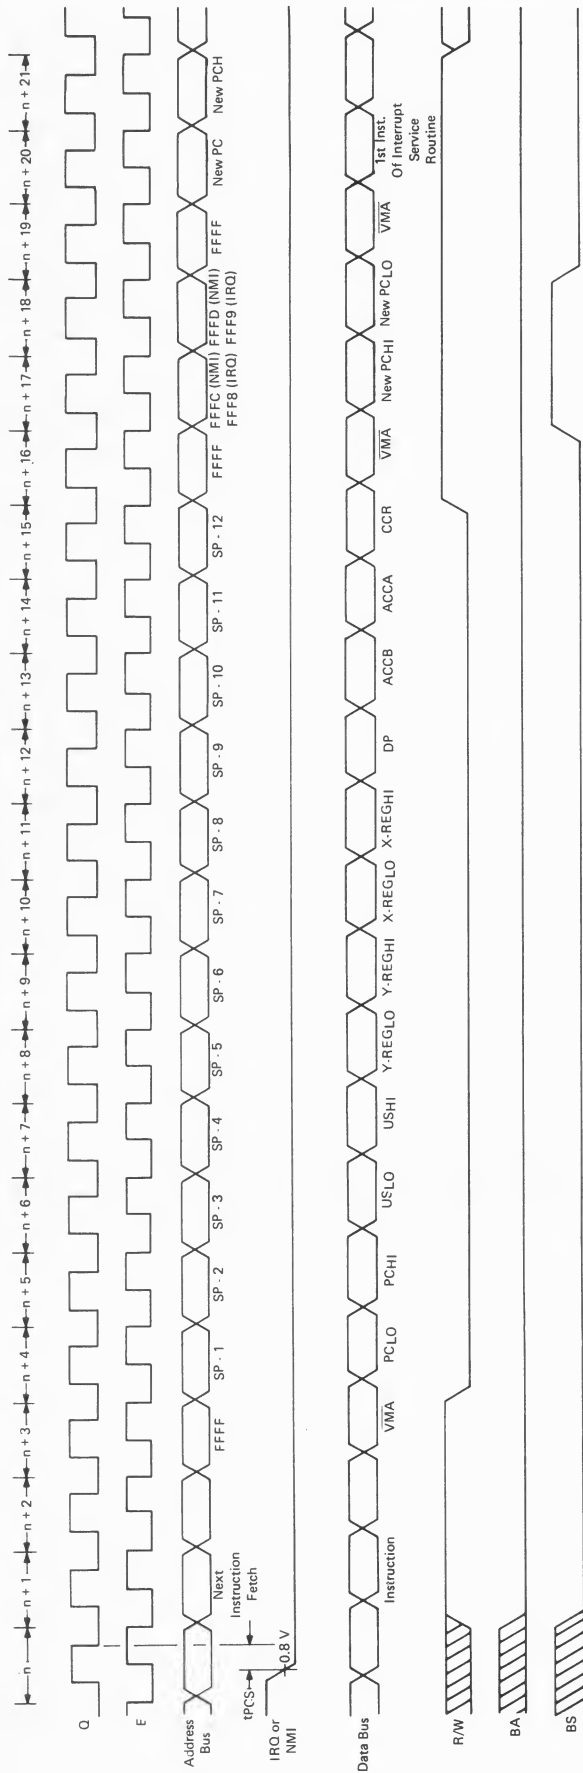 n n + 1 n + 2 n + 3 n + 4 n + 5 n + 6 n + 7 n + 8 n + 9 n + 10 n + 11 n + 12 n + 13 n + 14 n + 15 n + 16 n + 17 n + 18 n + 19 n + 20 n + 21
Q
E
Address
Bus
Next
Instruction
Fetch
FFFF
SP - 1
SP - 2
SP - 3
SP - 4
SP - 5
SP - 6
SP - 7
SP - 8
SP - 9
SP - 10
SP - 11
SP - 12
FFFF
FFFC (NMI)
FFF8 (IRQ)
FFFD (NMI)
FFF9 (IRQ)
FFFF
New PC
New PCH
tPCS
0.8 V
IRQ or
NMI
Data Bus
Instruction
VMA
PCLO
PCHI
USLO
USHI
Y-REGLO
Y-REGHI
X-REGLO
X-REGHI
DP
ACCB
ACCA
CCR
VMA
New PCHI
New PCLO
VMA
1st Inst.
Of Interrupt
Service
Routine
R/W
BA
BS